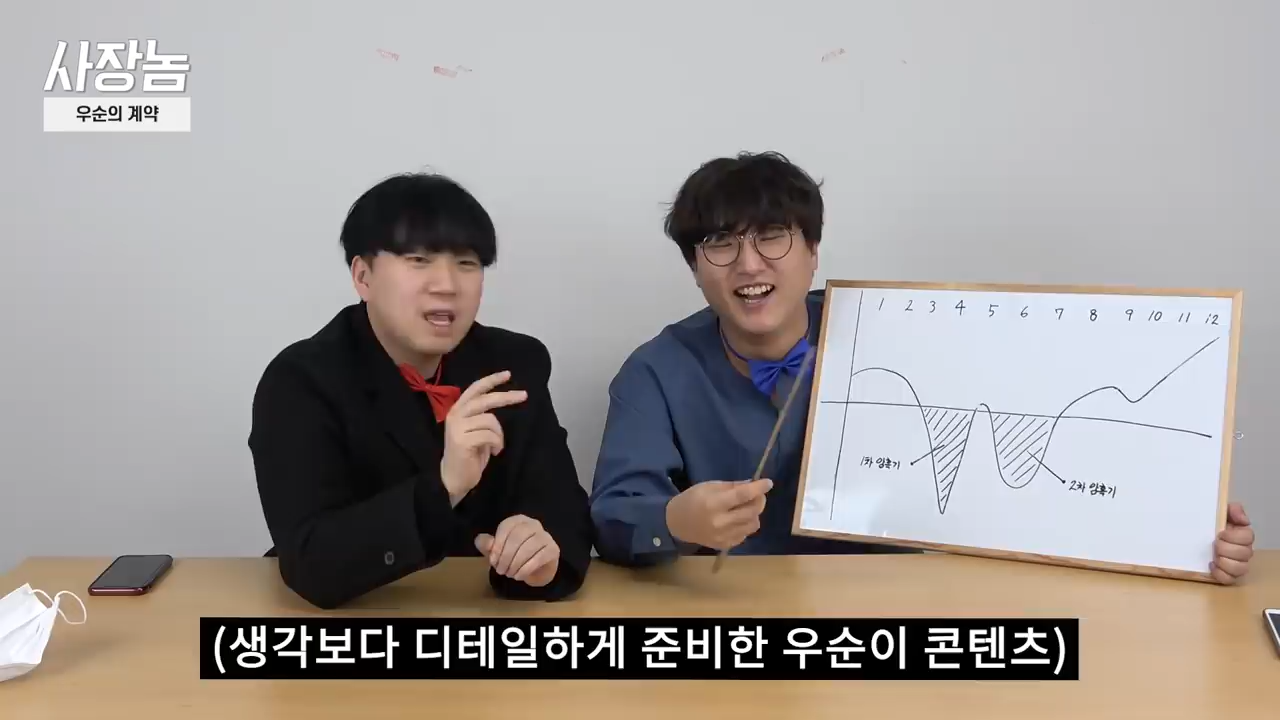 사장놈
우순의 계약
1 2 3 4 5 6 7 8 9 10 11 12
1차 암흑기
2차 암흑기
(생각보다 디테일하게 준비한 우순이 콘텐츠)